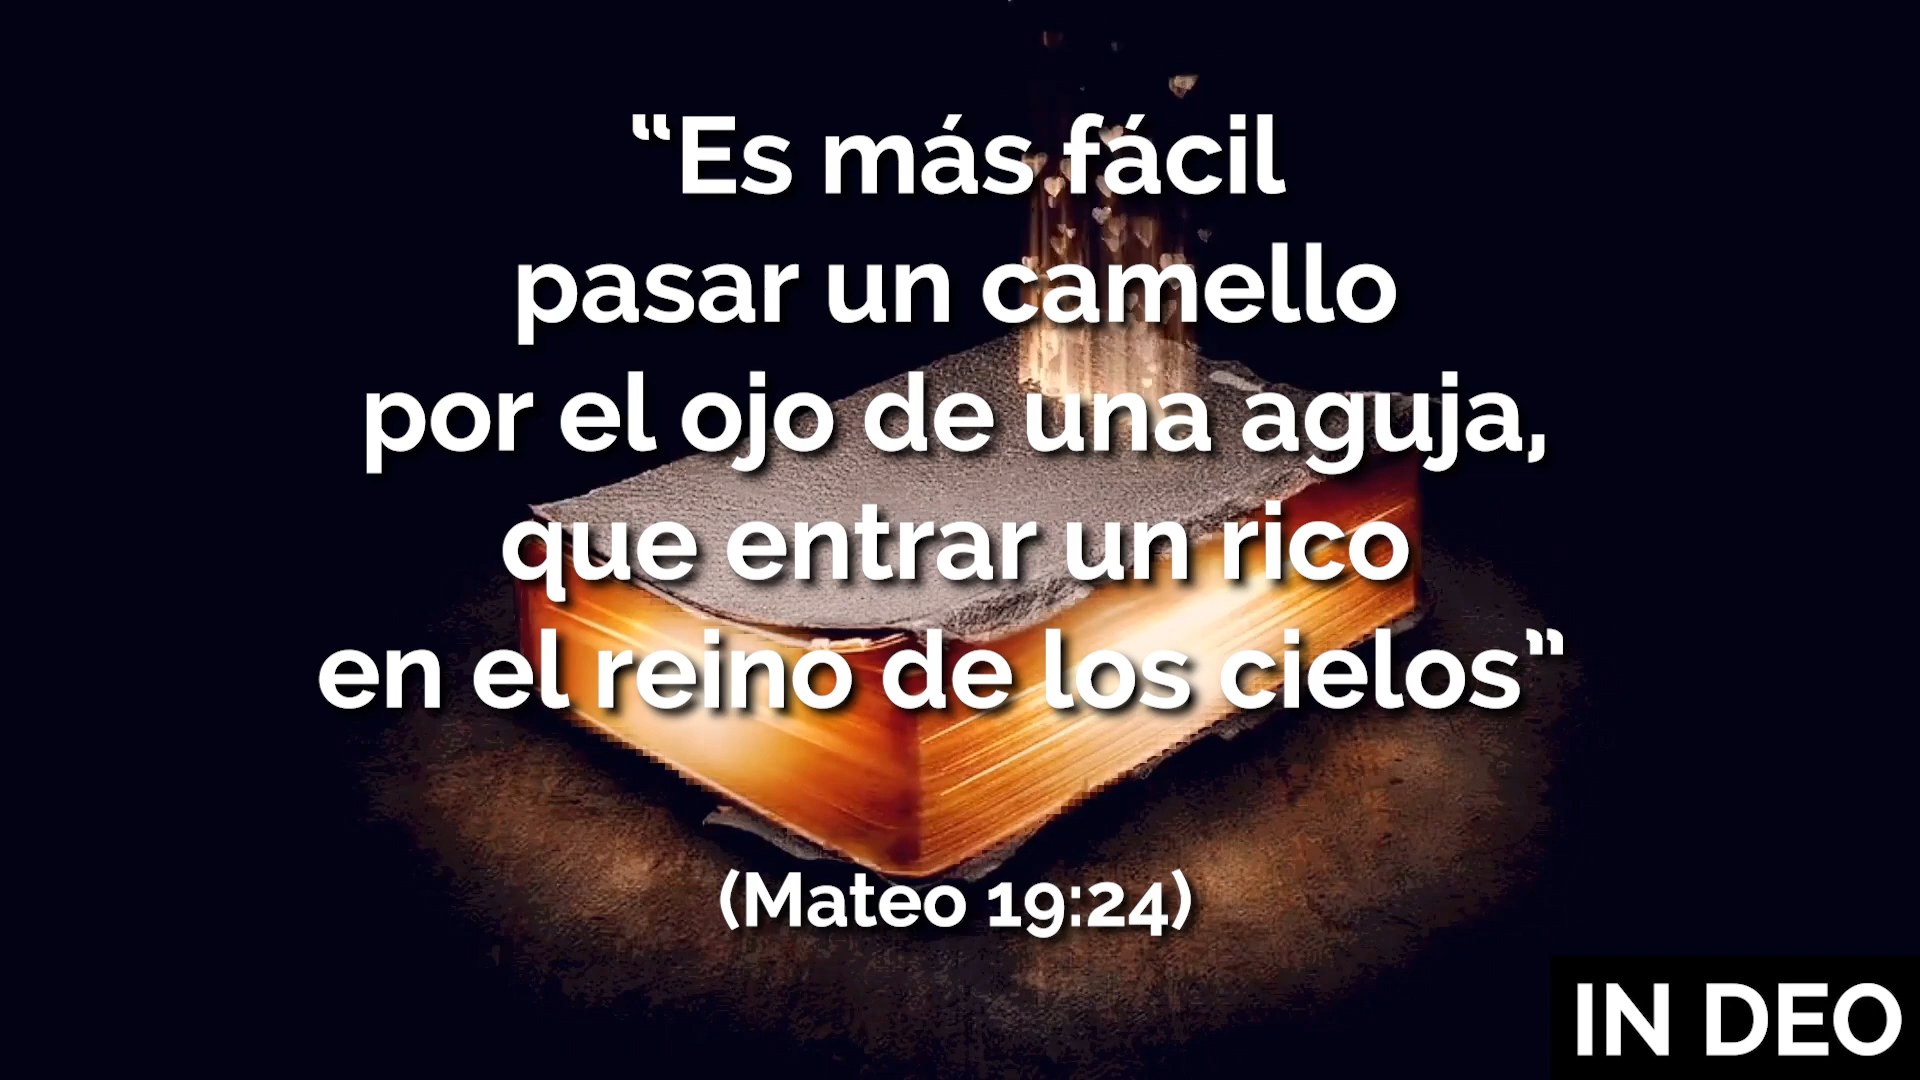 “Es más fácil
pasar un camello
por el ojo de una aguja,
que entrar un rico
en el reino de los cielos”
(Mateo 19:24)
IN DEO